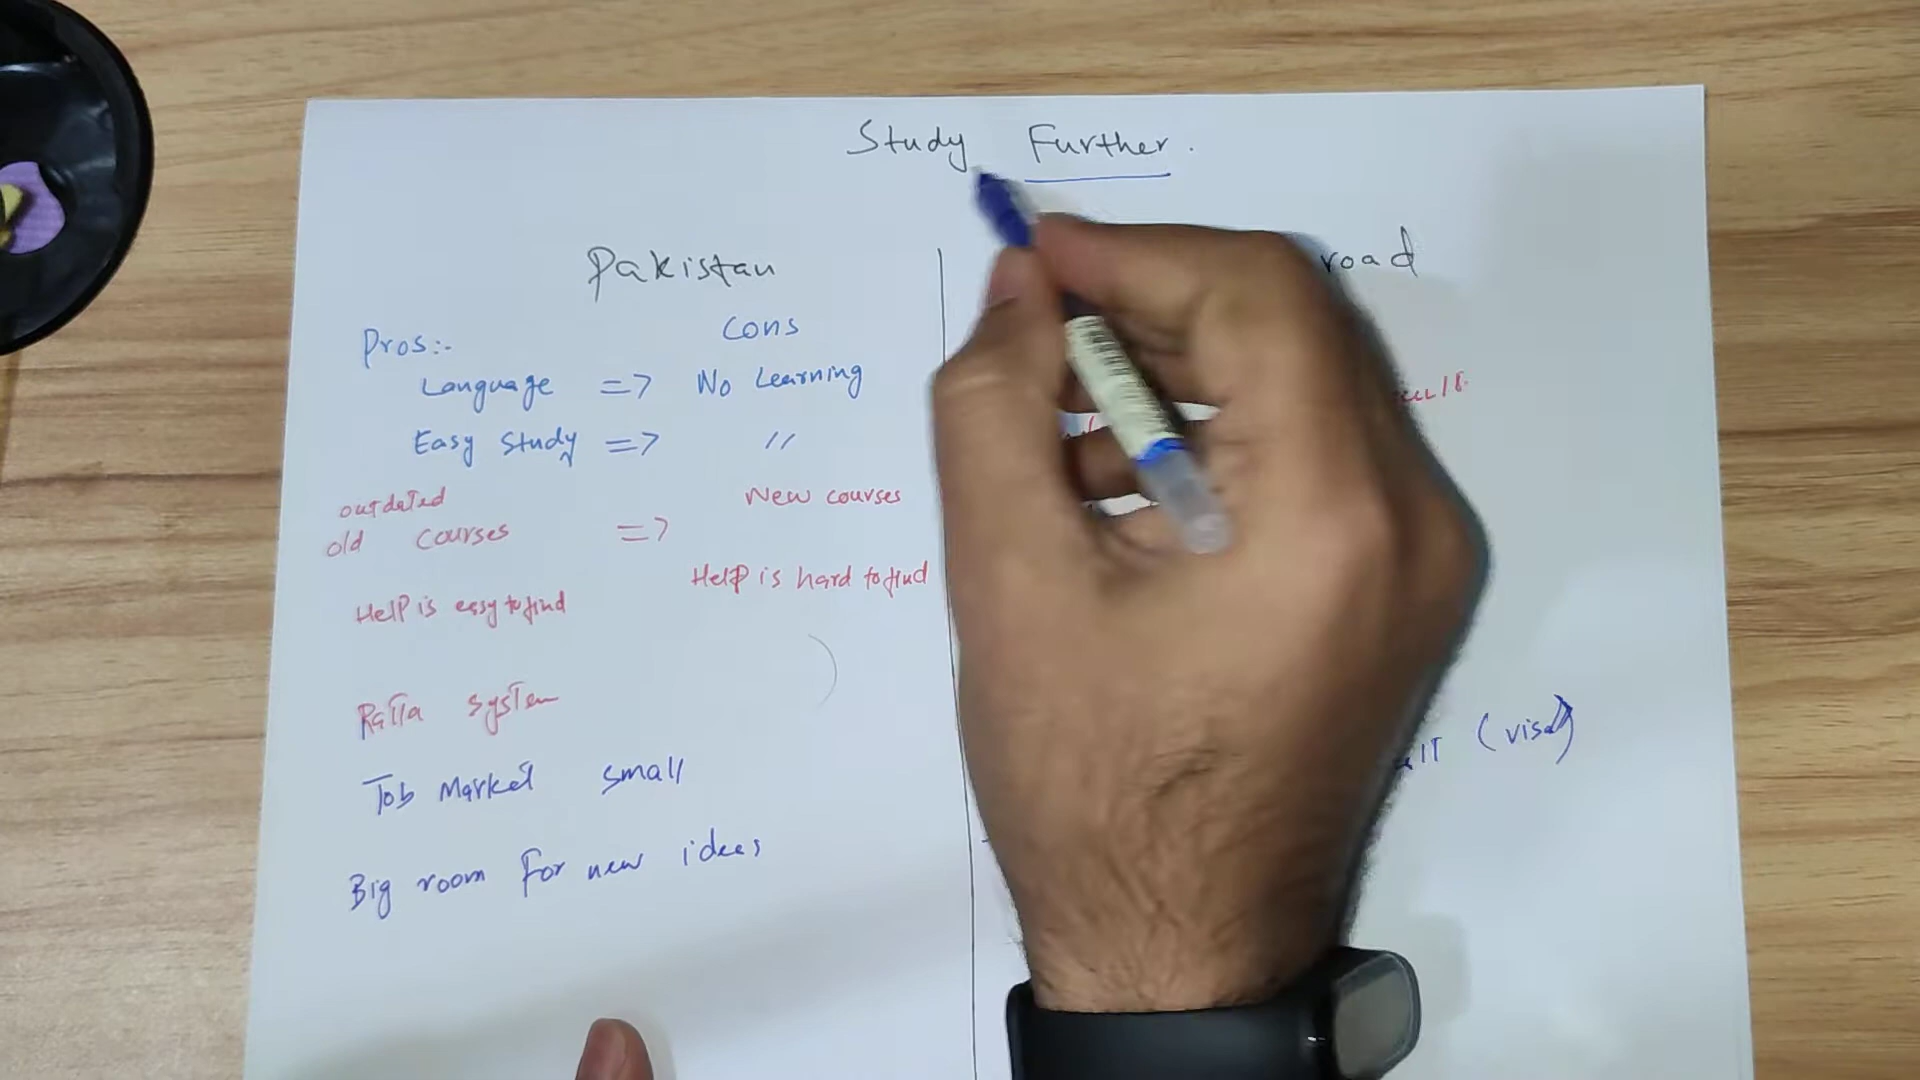 Study Further.
Pakistan
road
Pros:-
Cons
Language => No Learning
Easy Study => //
outdated
old courses =>
New courses
Help is easy to find
Help is hard to find
Ratta system
Job Market small
Big room For new ideas
(visa)